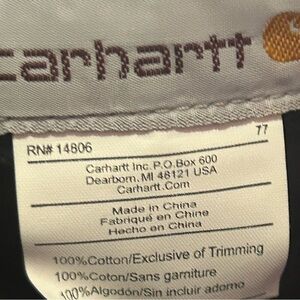 carhartt
RN# 14806 77
Carhartt Inc. P.O.Box 600
Dearborn, MI 48121 USA
Carhartt.Com
Made in China
Fabriqué en Chine
Hecho en China
100%Cotton/Exclusive of Trimming
100%Coton/Sans garniture
100%Algodón/Sin incluir adorno